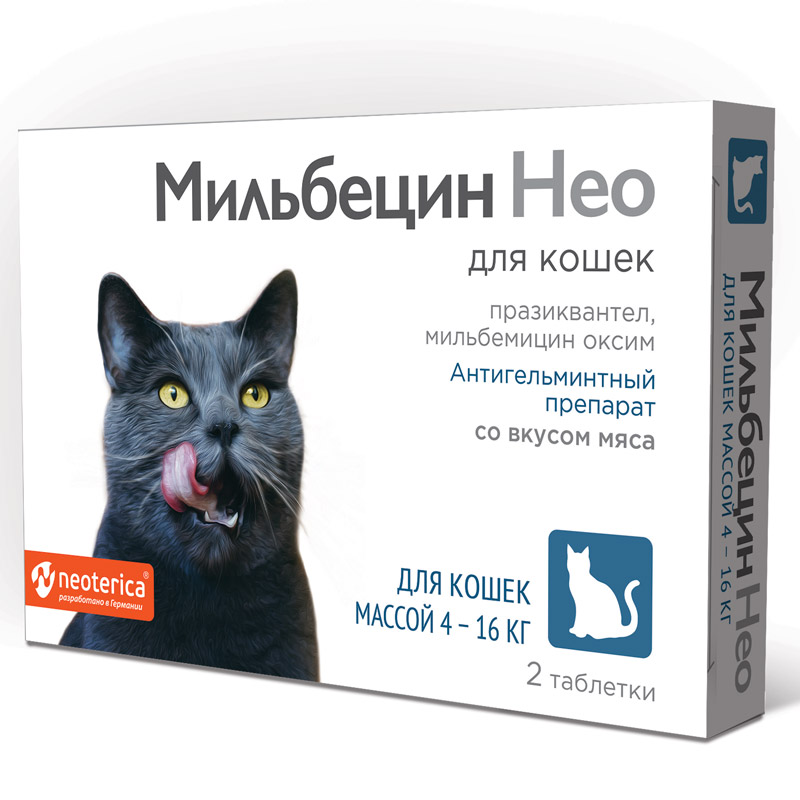 Мильбецин Нео
для кошек
празиквантел,
мильбемицин оксим
Антигельминтный
препарат
со вкусом мяса
neoterica®
разработано в Германии
ДЛЯ КОШЕК
МАССОЙ 4 – 16 КГ
2 таблетки
Мильбецин Нео
ДЛЯ КОШЕК МАССОЙ 4 – 16 КГ